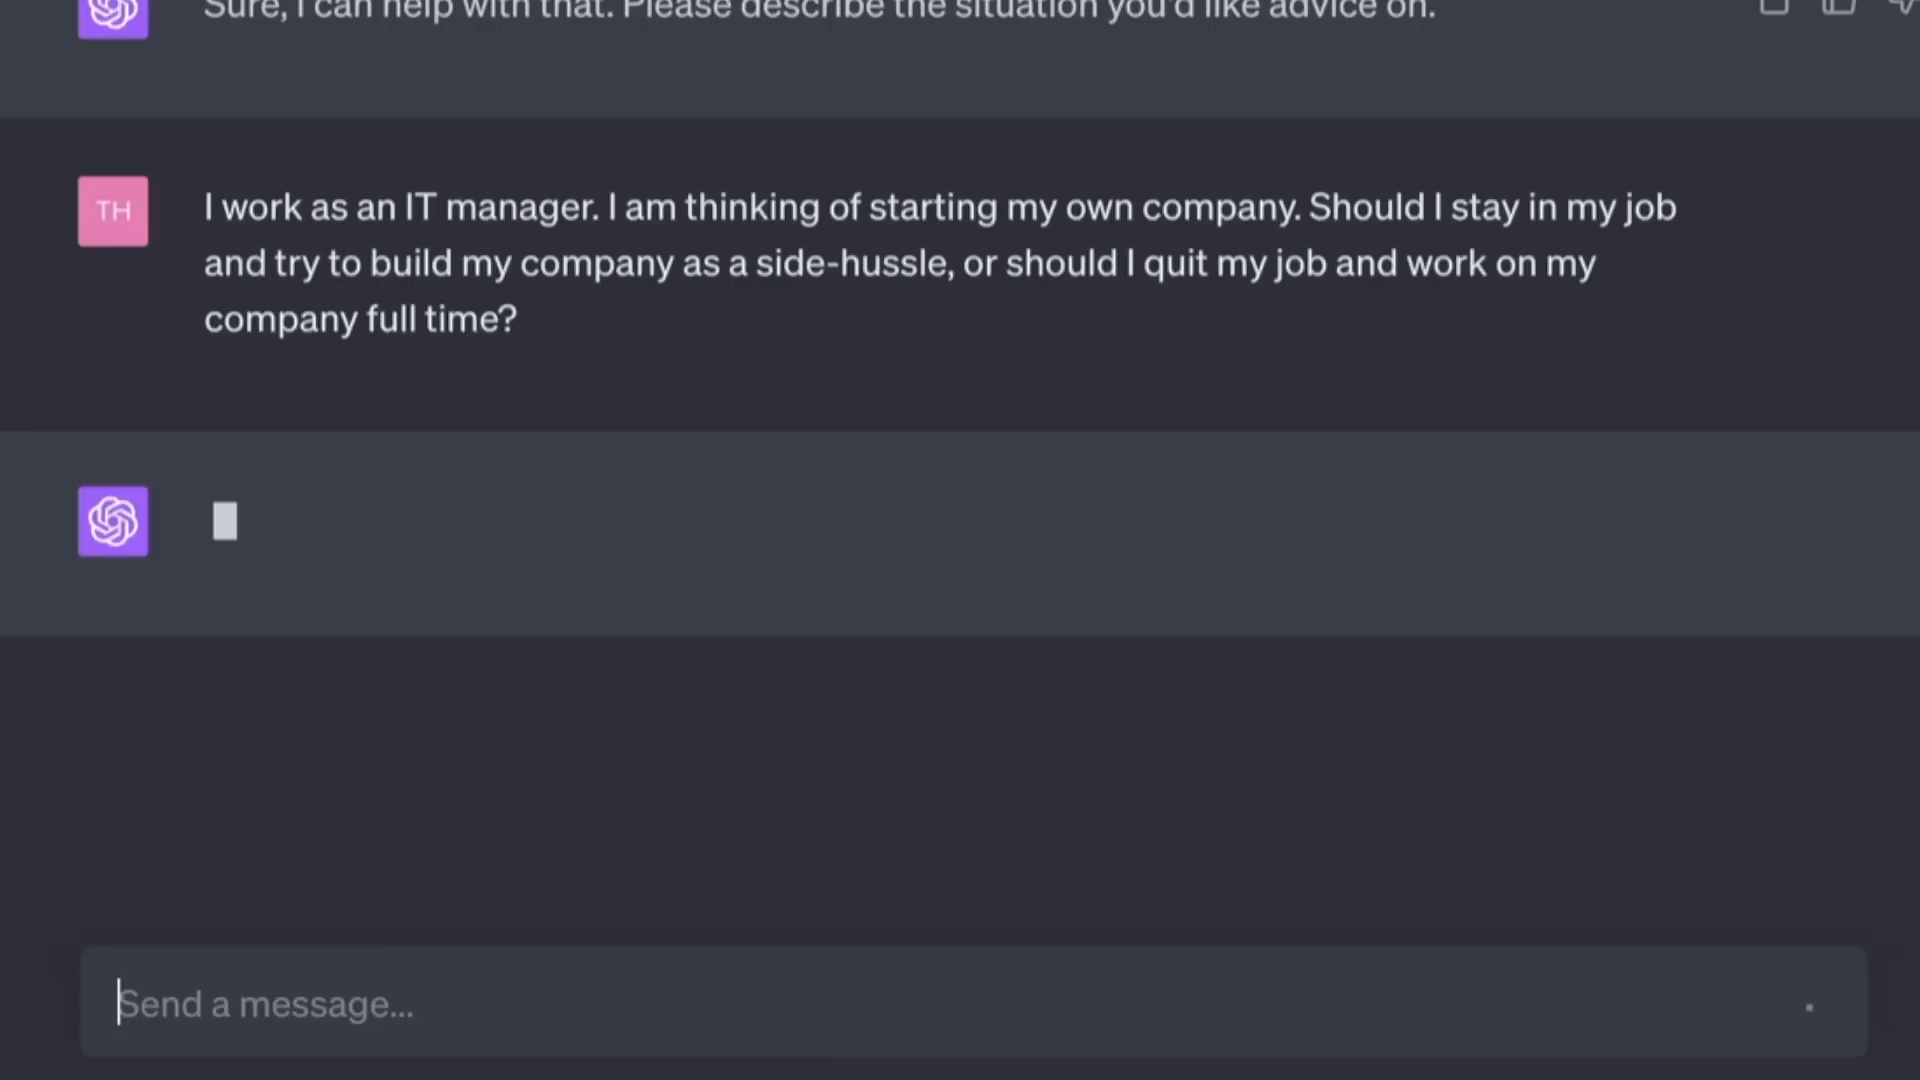 Sure, I can help with that. Please describe the situation you'd like advice on.
TH
I work as an IT manager. I am thinking of starting my own company. Should I stay in my job
and try to build my company as a side-hussle, or should I quit my job and work on my
company full time?
Send a message...